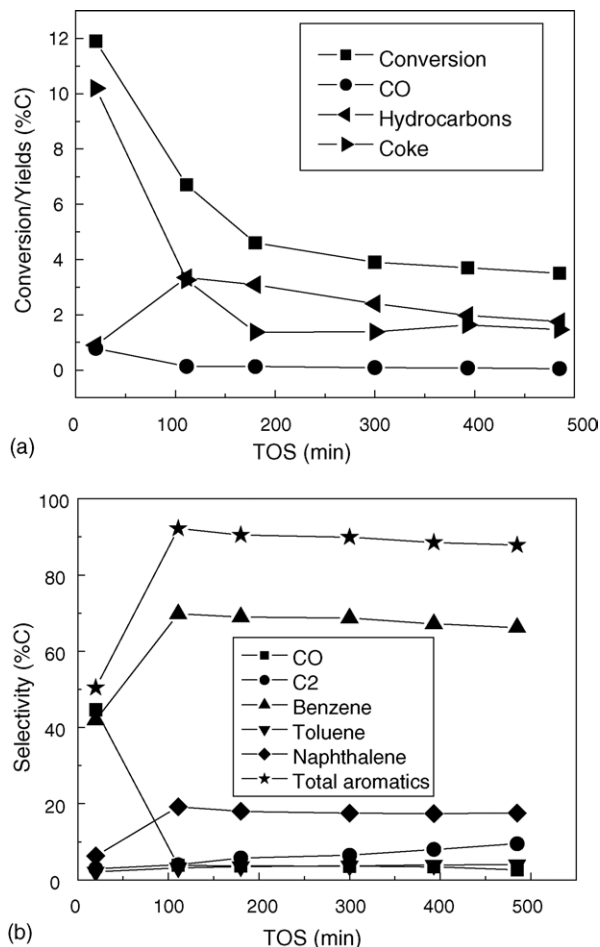 12
10
8
6
4
2
0
Conversion/Yields (%C)
Conversion
CO
Hydrocarbons
Coke
0 100 200 300 400 500
TOS (min)
(a)
100
80
60
40
20
0
Selectivity (%C)
CO
C2
Benzene
Toluene
Naphthalene
Total aromatics
0 100 200 300 400 500
TOS (min)
(b)